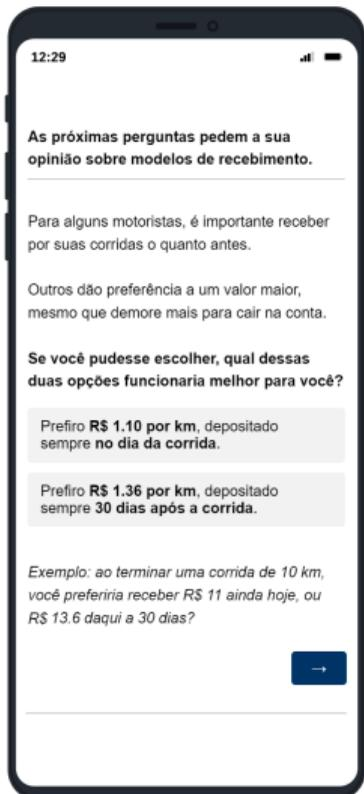 12:29
As próximas perguntas pedem a sua
opinião sobre modelos de recebimento.
Para alguns motoristas, é importante receber
por suas corridas o quanto antes.
Outros dão preferência a um valor maior,
mesmo que demore mais para cair na conta.
Se você pudesse escolher, qual dessas
duas opções funcionaria melhor para você?
Prefiro R$ 1.10 por km, depositado
sempre no dia da corrida.
Prefiro R$ 1.36 por km, depositado
sempre 30 dias após a corrida.
Exemplo: ao terminar uma corrida de 10 km,
você preferiria receber R$ 11 ainda hoje, ou
R$ 13.6 daqui a 30 dias?
→